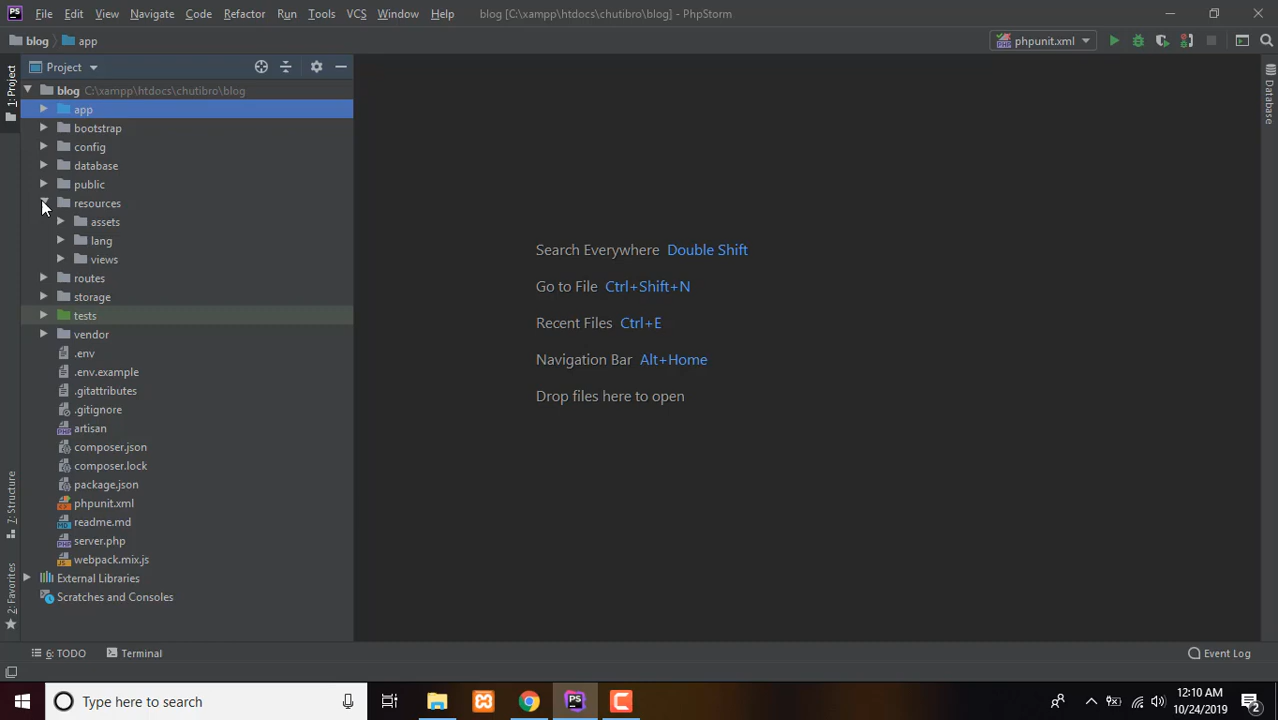 PS File Edit View Navigate Code Refactor Run Tools VCS Window Help blog [C:\xampp\htdocs\chutibro\blog] - PhpStorm
blog app phpunit.xml
1: Project
Project
blog C:\xampp\htdocs\chutibro\blog
app
bootstrap
config
database
public
resources
assets
lang
views
routes
storage
tests
vendor
.env
.env.example
.gitattributes
.gitignore
artisan
composer.json
composer.lock
package.json
phpunit.xml
readme.md
server.php
webpack.mix.js
External Libraries
Scratches and Consoles
7: Structure
2: Favorites
Search Everywhere Double Shift
Go to File Ctrl+Shift+N
Recent Files Ctrl+E
Navigation Bar Alt+Home
Drop files here to open
Database
6: TODO Terminal Event Log
Type here to search
PS
12:10 AM
10/24/2019
2